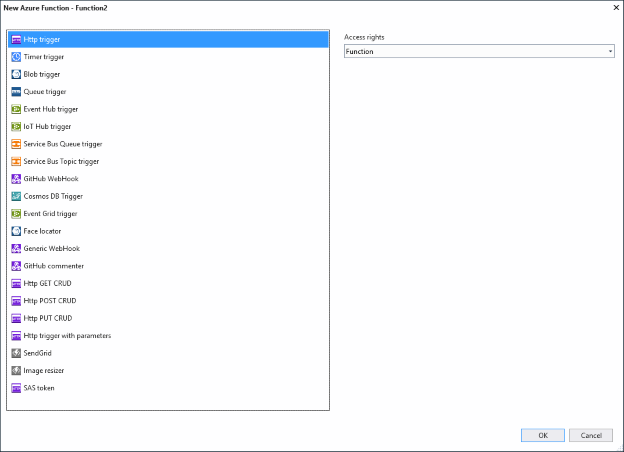 New Azure Function - Function2
Http trigger
Timer trigger
Blob trigger
Queue trigger
Event Hub trigger
IoT Hub trigger
Service Bus Queue trigger
Service Bus Topic trigger
GitHub WebHook
Cosmos DB Trigger
Event Grid trigger
Face locator
Generic WebHook
GitHub commenter
Http GET CRUD
Http POST CRUD
Http PUT CRUD
Http trigger with parameters
SendGrid
Image resizer
SAS token
Access rights
Function
OK
Cancel